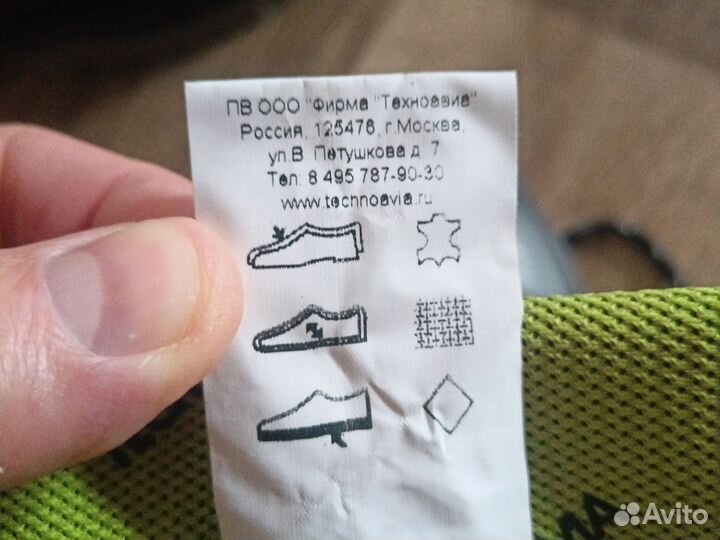 ПВ ООО "Фирма "Техноавиа"
Россия, 125476, г.Москва,
ул.В. Петушкова д. 7
Тел: 8 495 787-90-30
www.technoavia.ru
Avito